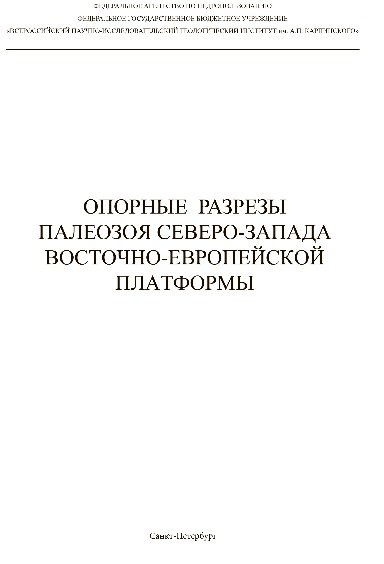 ФЕДЕРАЛЬНОЕ АГЕНТСТВО ПО НЕДРОПОЛЬЗОВАНИЮ
ФЕДЕРАЛЬНОЕ ГОСУДАРСТВЕННОЕ БЮДЖЕТНОЕ УЧРЕЖДЕНИЕ
«ВСЕРОССИЙСКИЙ НАУЧНО-ИССЛЕДОВАТЕЛЬСКИЙ ГЕОЛОГИЧЕСКИЙ ИНСТИТУТ им. А.П. КАРПИНСКОГО»
ОПОРНЫЕ РАЗРЕЗЫ
ПАЛЕОЗОЯ СЕВЕРО-ЗАПАДА
ВОСТОЧНО-ЕВРОПЕЙСКОЙ
ПЛАТФОРМЫ
Санкт-Петербург